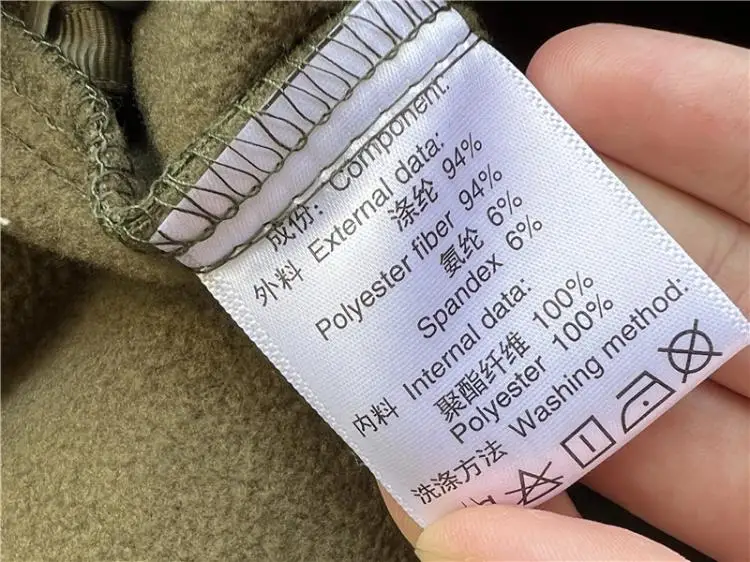 成份: Component:
外料 External data:
涤纶 94%
Polyester fiber 94%
氨纶 6%
Spandex 6%
内料 Internal data:
聚酯纤维 100%
Polyester 100%
洗涤方法 Washing method: